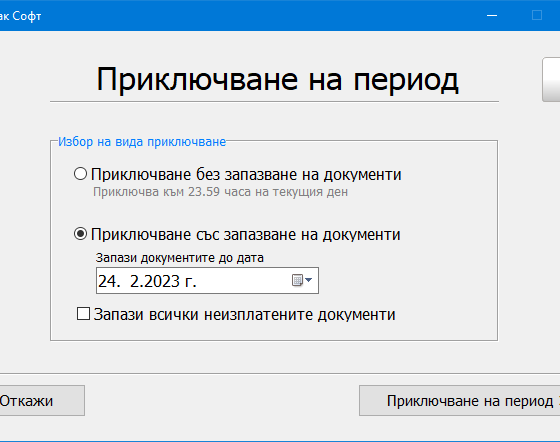 ак Софт
Приключване на период
Избор на вида приключване
Приключване без запазване на документи
Приключва към 23.59 часа на текущия ден
Приключване със запазване на документи
Запази документите до дата
24. 2.2023 г.
Запази всички неизплатените документи
Откажи
Приключване на период